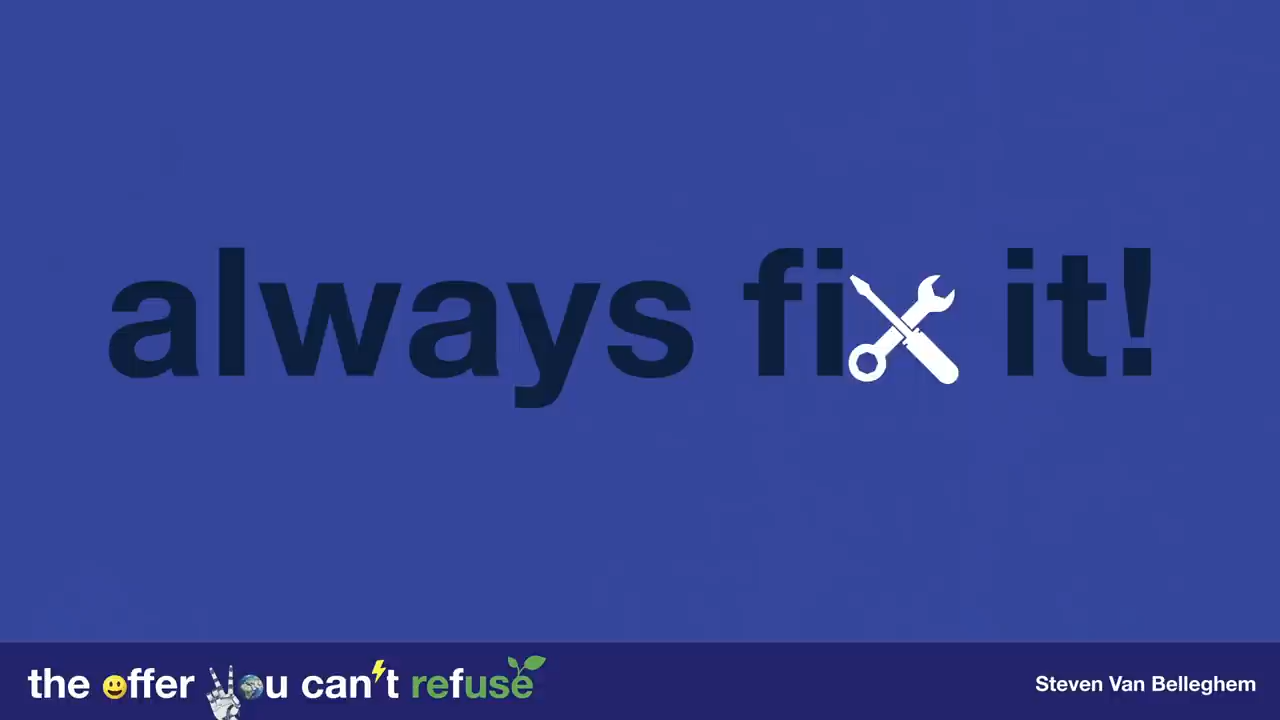 always fix it!
the offer you can't refuse
Steven Van Belleghem